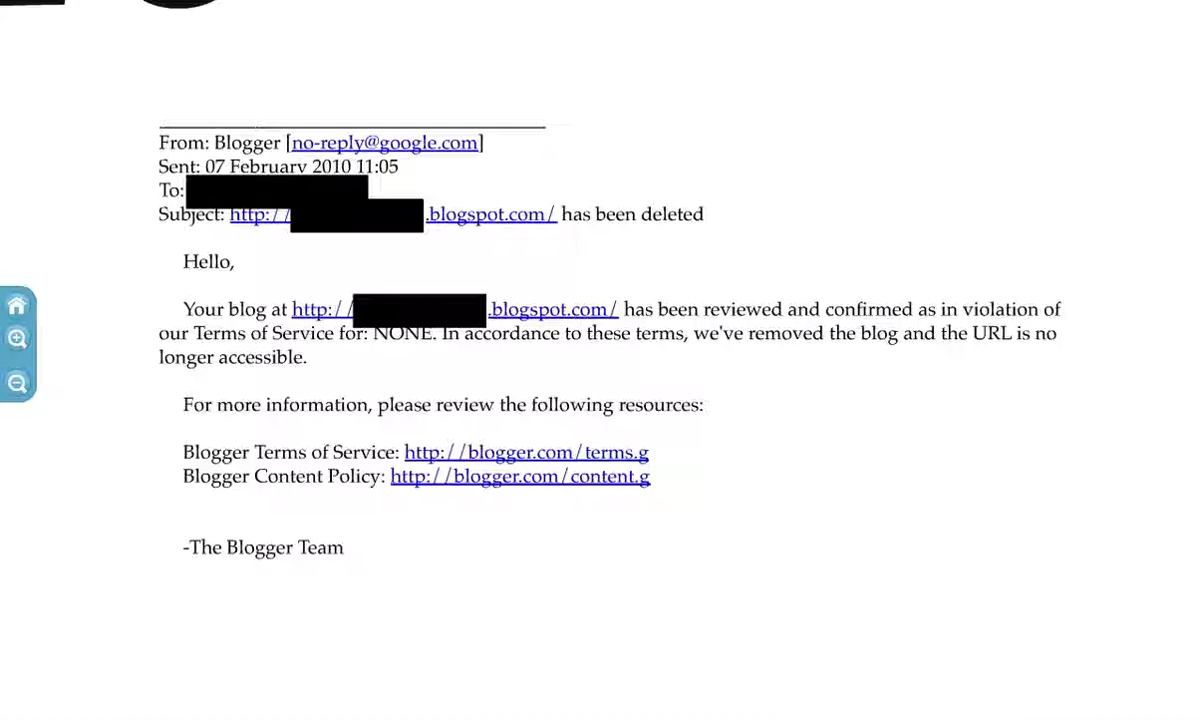 From: Blogger [no-reply@google.com]
Sent: 07 February 2010 11:05
To:
Subject: http:// .blogspot.com/ has been deleted
Hello,
Your blog at http:// .blogspot.com/ has been reviewed and confirmed as in violation of
our Terms of Service for: NONE. In accordance to these terms, we've removed the blog and the URL is no
longer accessible.
For more information, please review the following resources:
Blogger Terms of Service: http://blogger.com/terms.g
Blogger Content Policy: http://blogger.com/content.g
-The Blogger Team